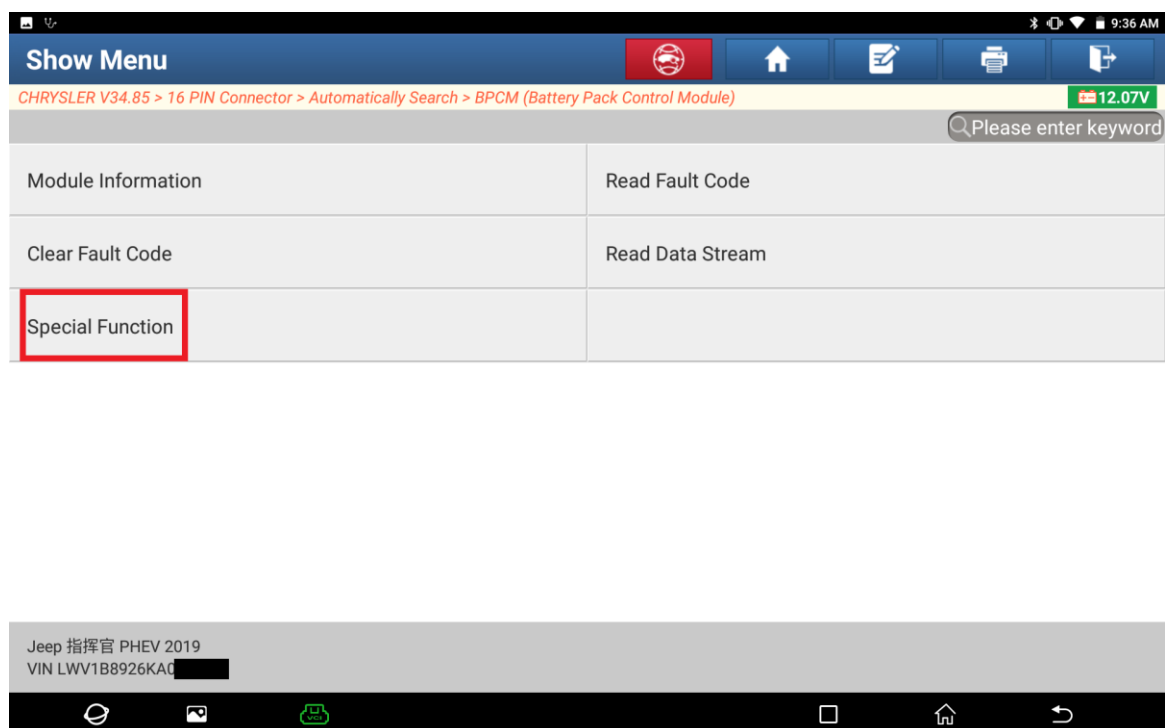 9:36 AM
Show Menu
CHRYSLER V34.85 > 16 PIN Connector > Automatically Search > BPCM (Battery Pack Control Module)
12.07V
Please enter keyword
Module Information
Read Fault Code
Clear Fault Code
Read Data Stream
Special Function
Jeep 指挥官 PHEV 2019
VIN LWV1B8926KA0
VCI